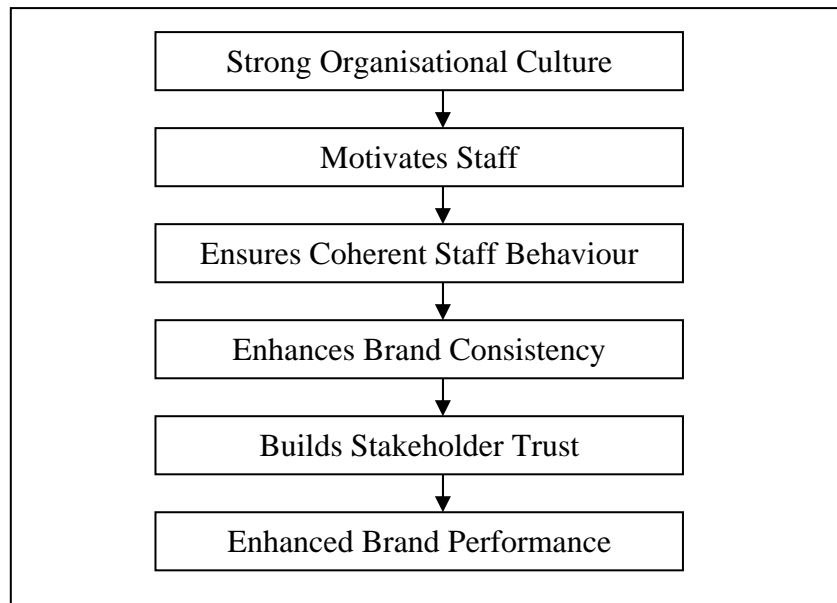 Strong Organisational Culture
Motivates Staff
Ensures Coherent Staff Behaviour
Enhances Brand Consistency
Builds Stakeholder Trust
Enhanced Brand Performance